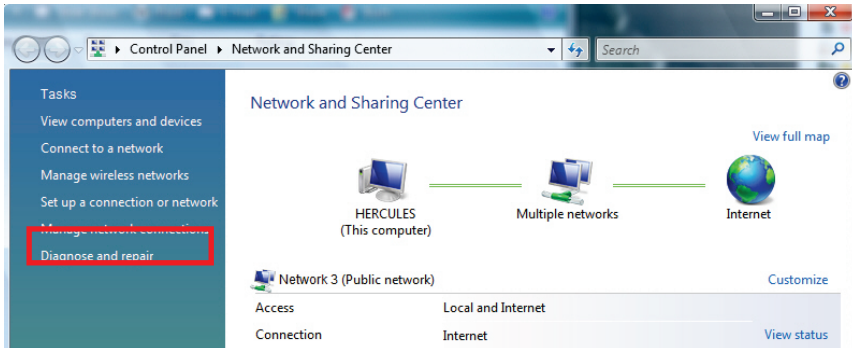 Control Panel
Network and Sharing Center
Search
Tasks
View computers and devices
Connect to a network
Manage wireless networks
Set up a connection or network
Manage network connections
Diagnose and repair
Network and Sharing Center
View full map
HERCULES
(This computer)
Multiple networks
Internet
Network 3 (Public network)
Customize
Access
Local and Internet
Connection
Internet
View status